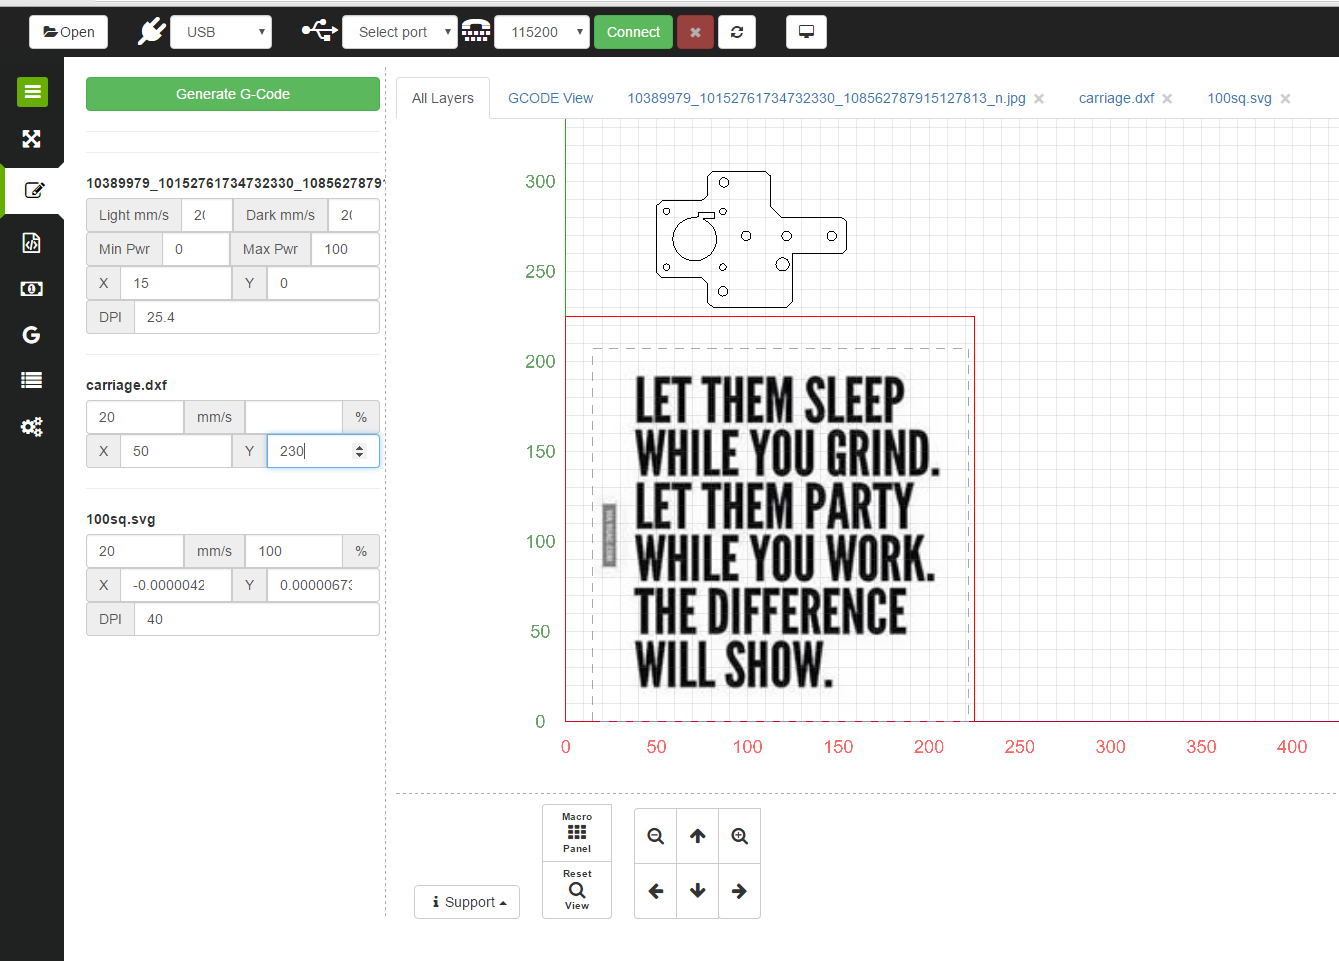 Open
USB
Select port
115200
Connect
Generate G-Code
All Layers
GCODE View
10389979_10152761734732330_108562787915127813_n.jpg
carriage.dxf
100sq.svg
10389979_10152761734732330_1085627879
Light mm/s 20 Dark mm/s 20
Min Pwr 0 Max Pwr 100
X 15 Y 0
DPI 25.4
carriage.dxf
20 mm/s %
X 50 Y 230
100sq.svg
20 mm/s 100 %
X -0.0000042 Y 0.0000067
DPI 40
300
250
200
150
100
50
0
LET THEM SLEEP
WHILE YOU GRIND.
LET THEM PARTY
WHILE YOU WORK.
THE DIFFERENCE
WILL SHOW.
0 50 100 150 200 250 300 350 400
Macro
Panel
Reset
View
Support